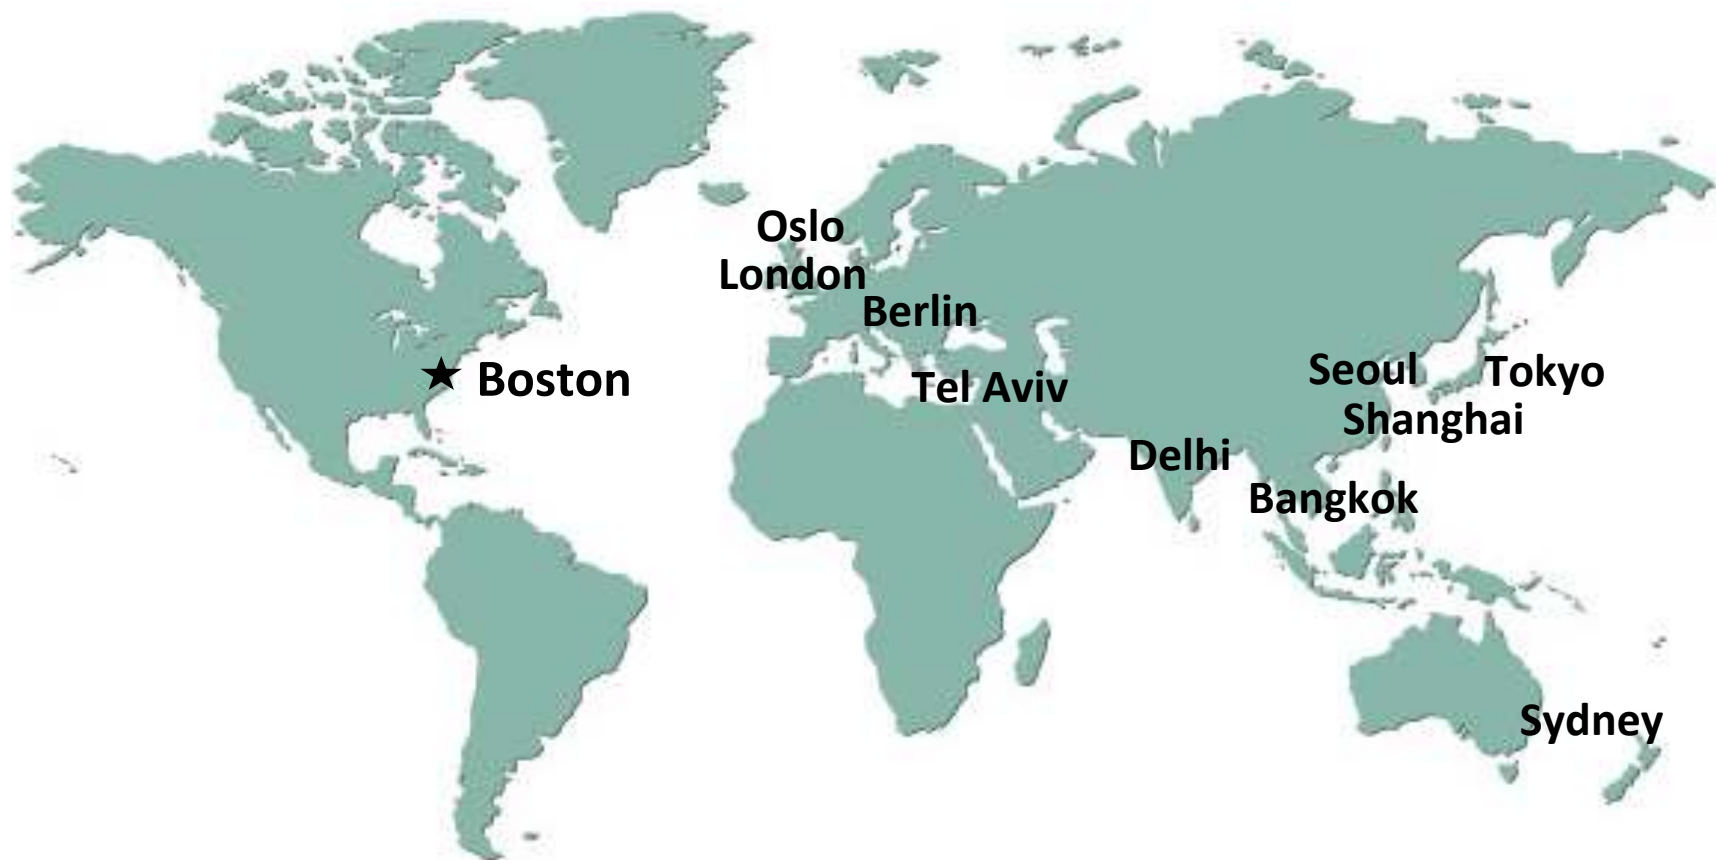 Oslo
London
Berlin
★ Boston
Tel Aviv
Seoul
Tokyo
Shanghai
Delhi
Bangkok
Sydney